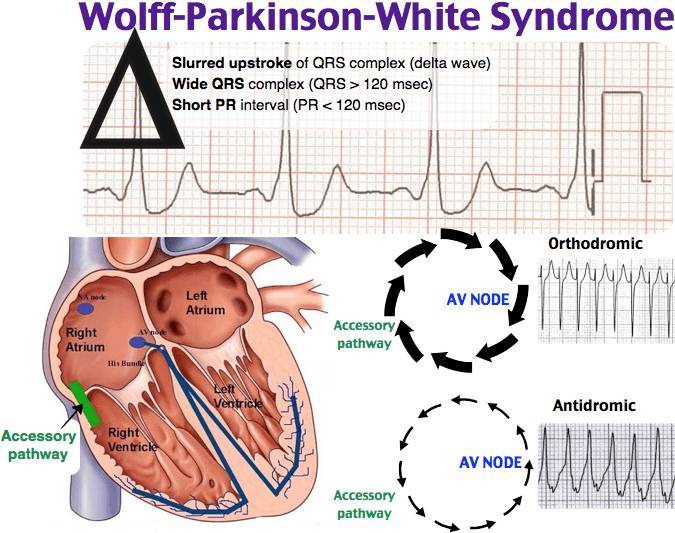 Wolff-Parkinson-White Syndrome
Slurred upstroke of QRS complex (delta wave)
Wide QRS complex (QRS > 120 msec)
Short PR interval (PR < 120 msec)
SA node
Left
Atrium
Right
Atrium
AV node
His Bundle
Left
Ventricle
Right
Ventricle
Accessory
pathway
Orthodromic
AV NODE
Accessory
pathway
Antidromic
AV NODE
Accessory
pathway